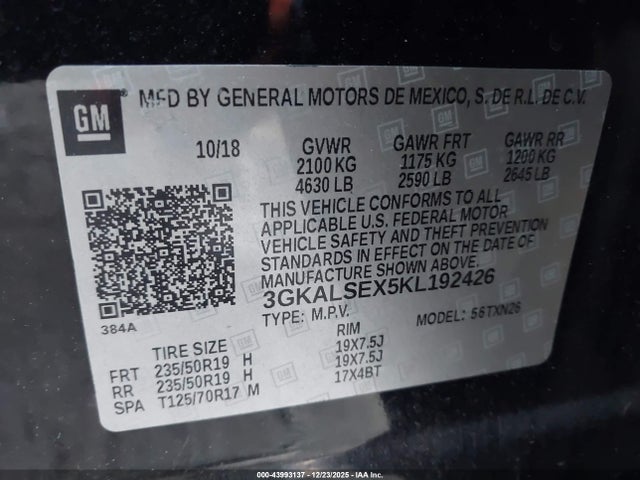 GM
MFD BY GENERAL MOTORS DE MEXICO, S. DE R.L. DE C.V.
10/18 GVWR GAWR FRT GAWR RR
2100 KG 1175 KG 1200 KG
4630 LB 2590 LB 2645 LB
THIS VEHICLE CONFORMS TO ALL
APPLICABLE U.S. FEDERAL MOTOR
VEHICLE SAFETY AND THEFT PREVENTION
STANDARDS IN EFFECT ON THE DATE OF
MANUFACTURE SHOWN ABOVE.
3GKALSEX5KL192426
TYPE: M.P.V. MODEL: 56TXN26
384A
TIRE SIZE RIM
FRT 235/50R19 H 19X7.5J
RR 235/50R19 H 19X7.5J
SPA T125/70R17 M 17X4BT
000-43993137 - 12/23/2025 - IAA Inc.